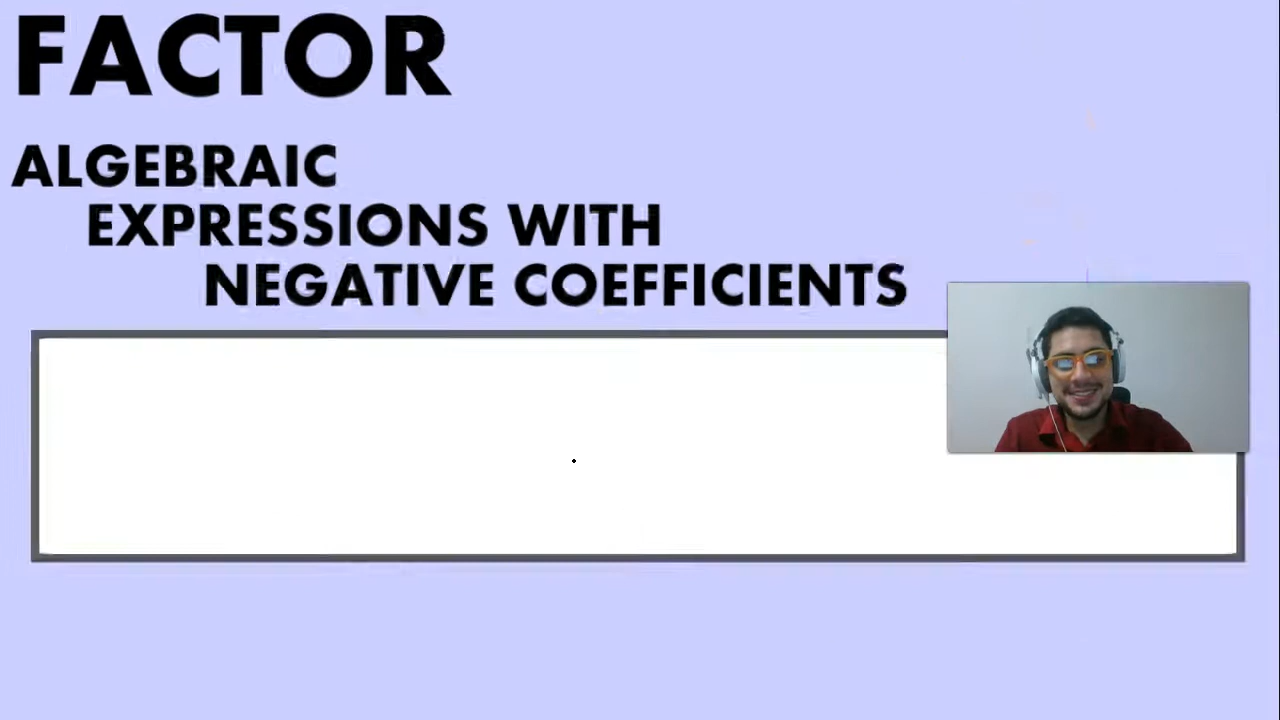 FACTOR
ALGEBRAIC
EXPRESSIONS WITH
NEGATIVE COEFFICIENTS